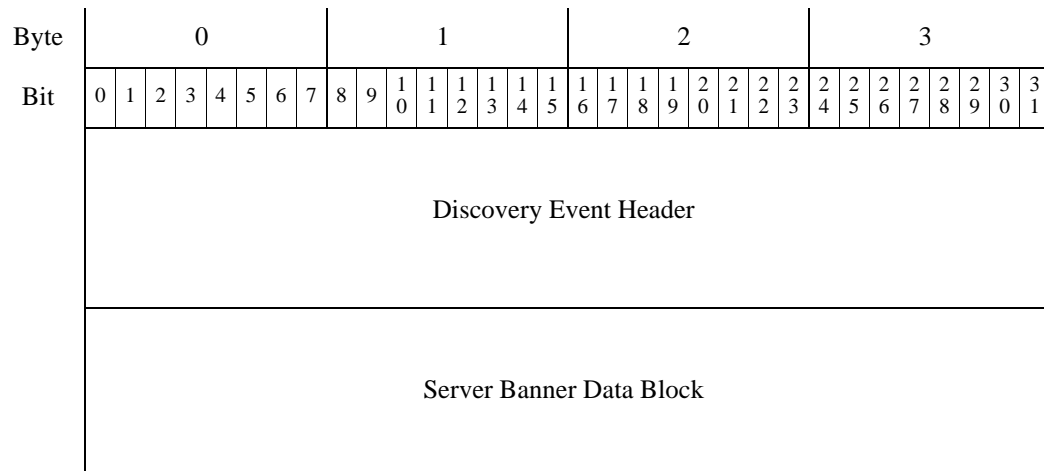 Byte 0 1 2 3
Bit 0 1 2 3 4 5 6 7 8 9 10 11 12 13 14 15 16 17 18 19 20 21 22 23 24 25 26 27 28 29 30 31
Discovery Event Header
Server Banner Data Block